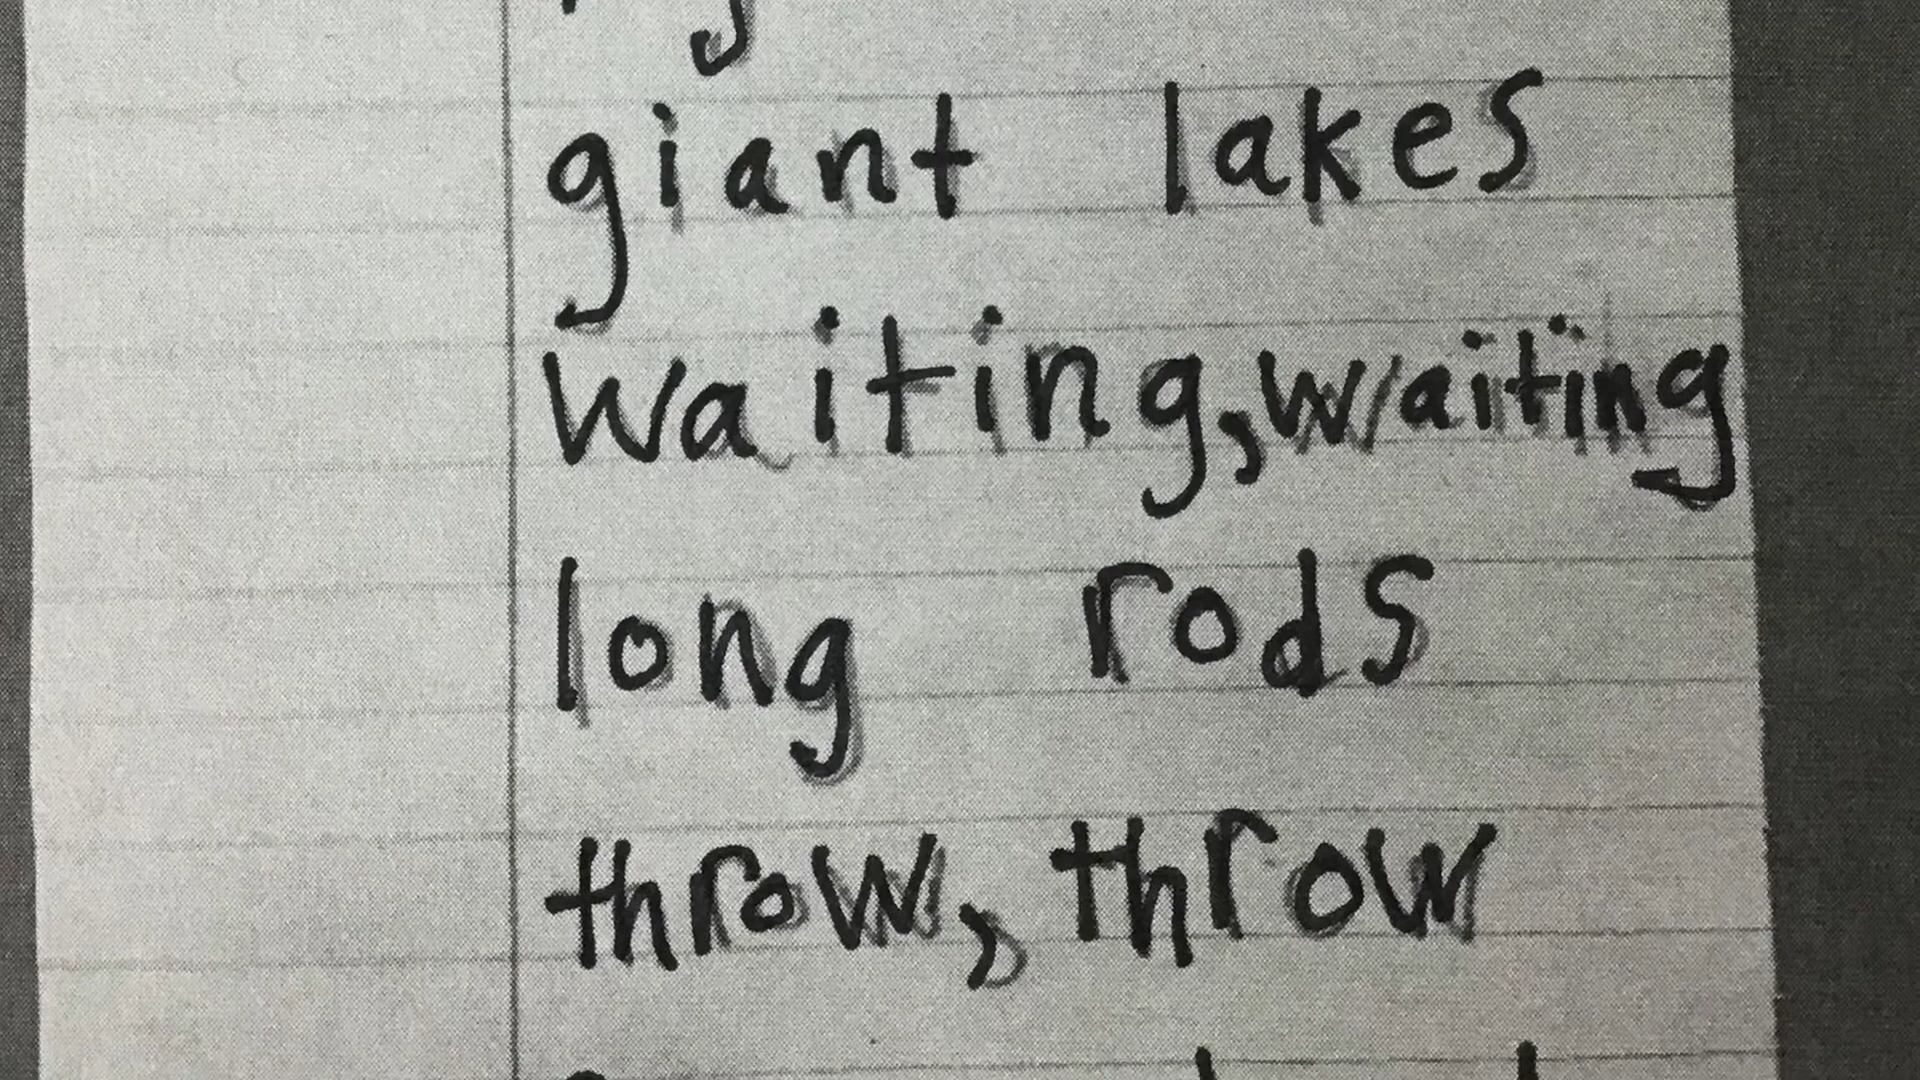 giant lakes
waiting, waiting
long rods
throw, throw